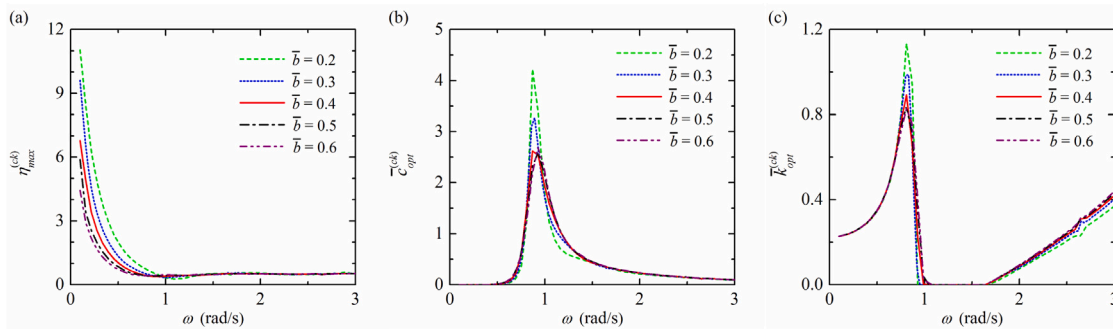 (a)
12
9
6
3
0
0
1
2
3
η_max^(ck)
ω (rad/s)
b̄ = 0.2
b̄ = 0.3
b̄ = 0.4
b̄ = 0.5
b̄ = 0.6
(b)
5
4
3
2
1
0
0
1
2
3
c̄_opt^(ck)
ω (rad/s)
b̄ = 0.2
b̄ = 0.3
b̄ = 0.4
b̄ = 0.5
b̄ = 0.6
(c)
1.2
0.8
0.4
0.0
0
1
2
3
k̄_opt^(ck)
ω (rad/s)
b̄ = 0.2
b̄ = 0.3
b̄ = 0.4
b̄ = 0.5
b̄ = 0.6